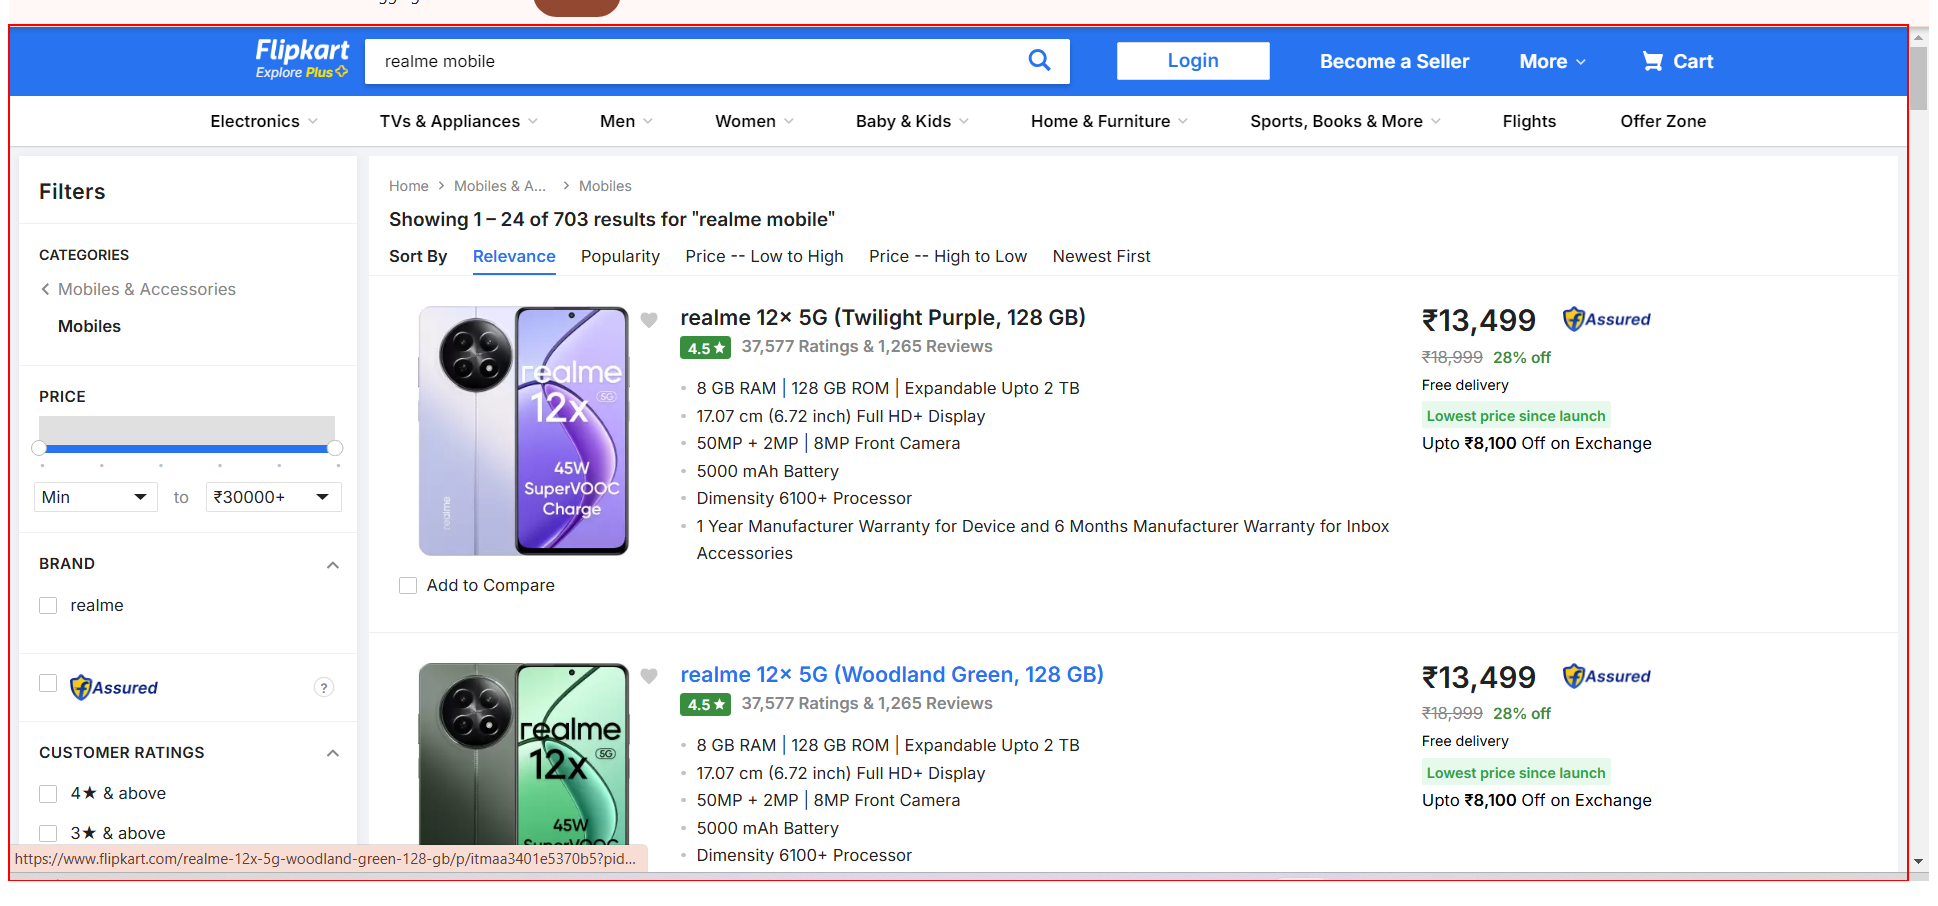 Flipkart
Explore Plus
realme mobile
Login
Become a Seller
More
Cart
Electronics
TVs & Appliances
Men
Women
Baby & Kids
Home & Furniture
Sports, Books & More
Flights
Offer Zone
Filters
CATEGORIES
Mobiles & Accessories
Mobiles
PRICE
Min
to
₹30000+
BRAND
realme
Assured
?
CUSTOMER RATINGS
4★ & above
3★ & above
Home
Mobiles & A...
Mobiles
Showing 1 – 24 of 703 results for "realme mobile"
Sort By
Relevance
Popularity
Price -- Low to High
Price -- High to Low
Newest First
realme
12x 5G
45W
SuperVOOC
Charge
realme
Add to Compare
realme 12x 5G (Twilight Purple, 128 GB)
4.5★ 37,577 Ratings & 1,265 Reviews
8 GB RAM | 128 GB ROM | Expandable Upto 2 TB
17.07 cm (6.72 inch) Full HD+ Display
50MP + 2MP | 8MP Front Camera
5000 mAh Battery
Dimensity 6100+ Processor
1 Year Manufacturer Warranty for Device and 6 Months Manufacturer Warranty for Inbox
Accessories
₹13,499
Assured
₹18,999 28% off
Free delivery
Lowest price since launch
Upto ₹8,100 Off on Exchange
realme
12x 5G
45W
SuperVOOC
realme 12x 5G (Woodland Green, 128 GB)
4.5★ 37,577 Ratings & 1,265 Reviews
8 GB RAM | 128 GB ROM | Expandable Upto 2 TB
17.07 cm (6.72 inch) Full HD+ Display
50MP + 2MP | 8MP Front Camera
5000 mAh Battery
Dimensity 6100+ Processor
₹13,499
Assured
₹18,999 28% off
Free delivery
Lowest price since launch
Upto ₹8,100 Off on Exchange
https://www.flipkart.com/realme-12x-5g-woodland-green-128-gb/p/itmaa3401e5370b5?pid...